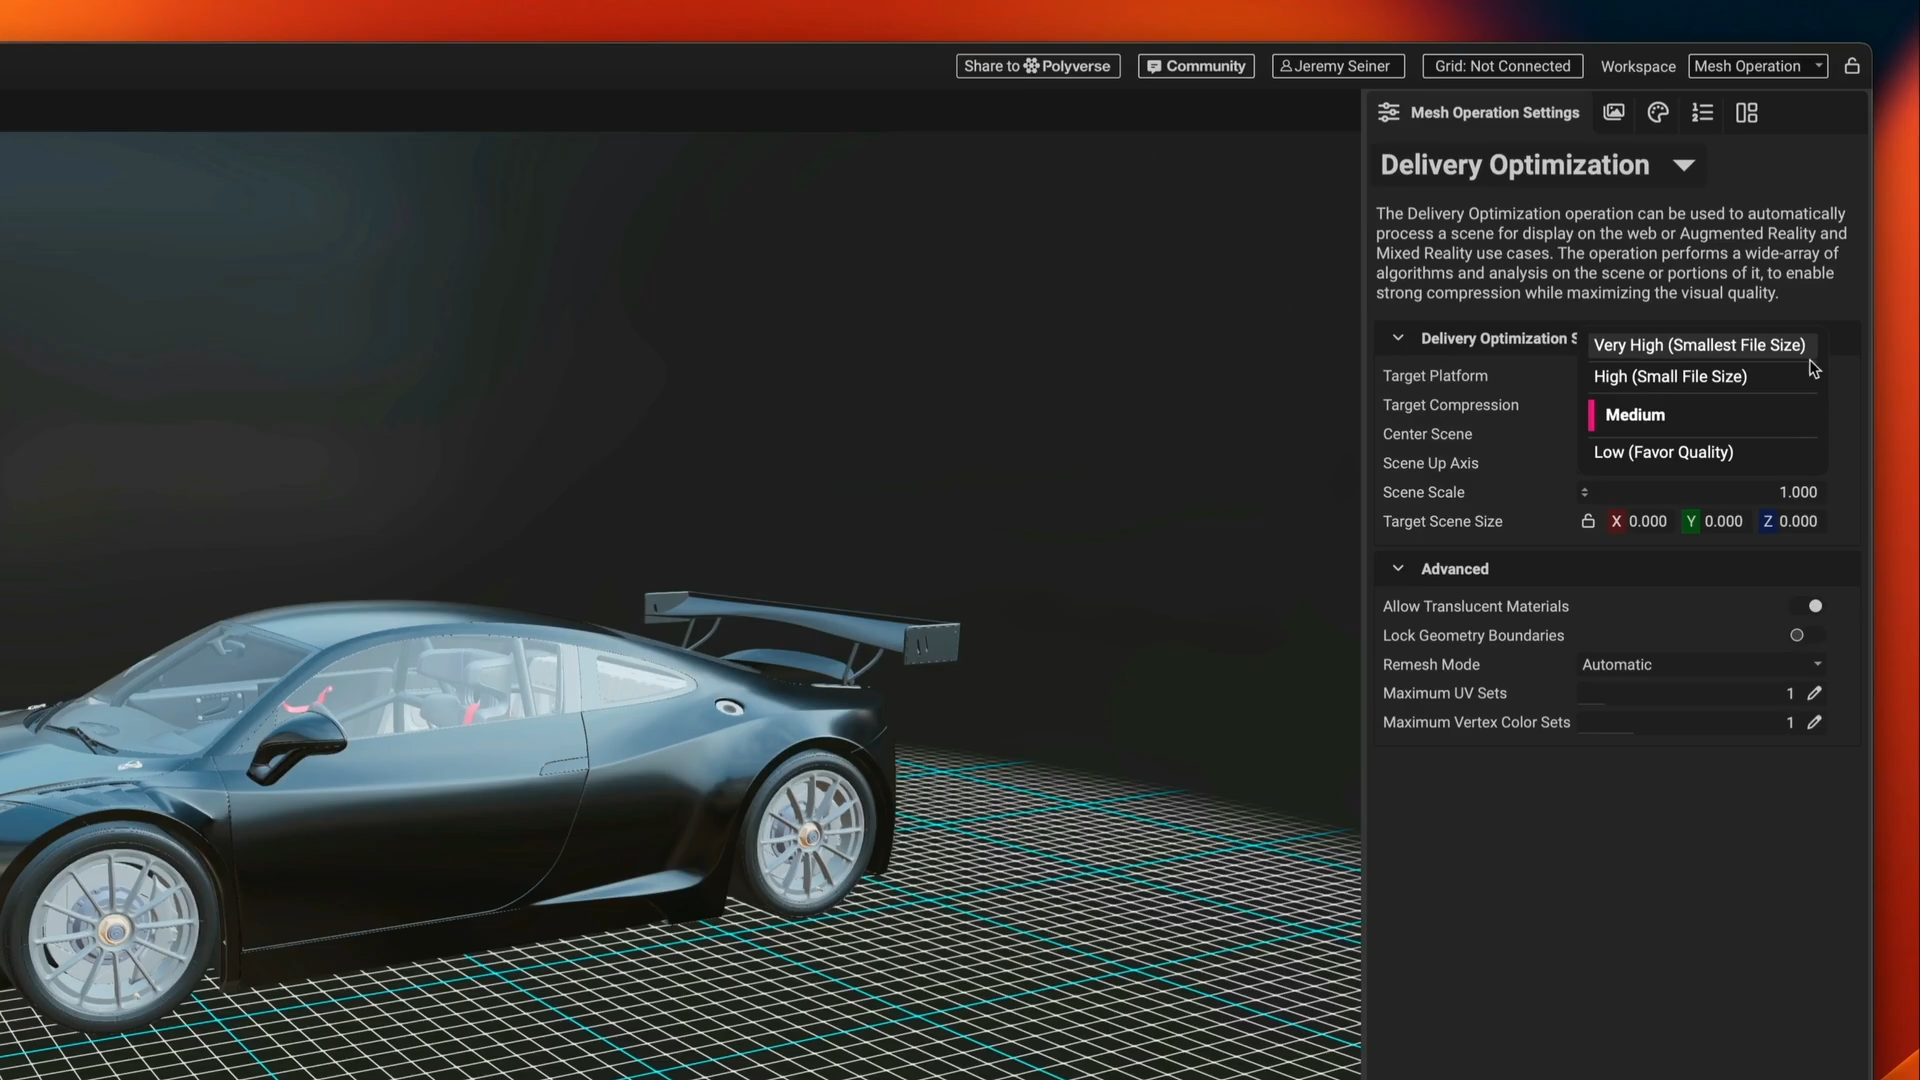 Share to Polyverse
Community
Jeremy Seiner
Grid: Not Connected
Workspace
Mesh Operation
Mesh Operation Settings
Delivery Optimization
The Delivery Optimization operation can be used to automatically
process a scene for display on the web or Augmented Reality and
Mixed Reality use cases. The operation performs a wide-array of
algorithms and analysis on the scene or portions of it, to enable
strong compression while maximizing the visual quality.
Delivery Optimization S
Very High (Smallest File Size)
Target Platform
High (Small File Size)
Target Compression
Medium
Center Scene
Low (Favor Quality)
Scene Up Axis
Scene Scale 1.000
Target Scene Size X 0.000 Y 0.000 Z 0.000
Advanced
Allow Translucent Materials
Lock Geometry Boundaries
Remesh Mode Automatic
Maximum UV Sets 1
Maximum Vertex Color Sets 1